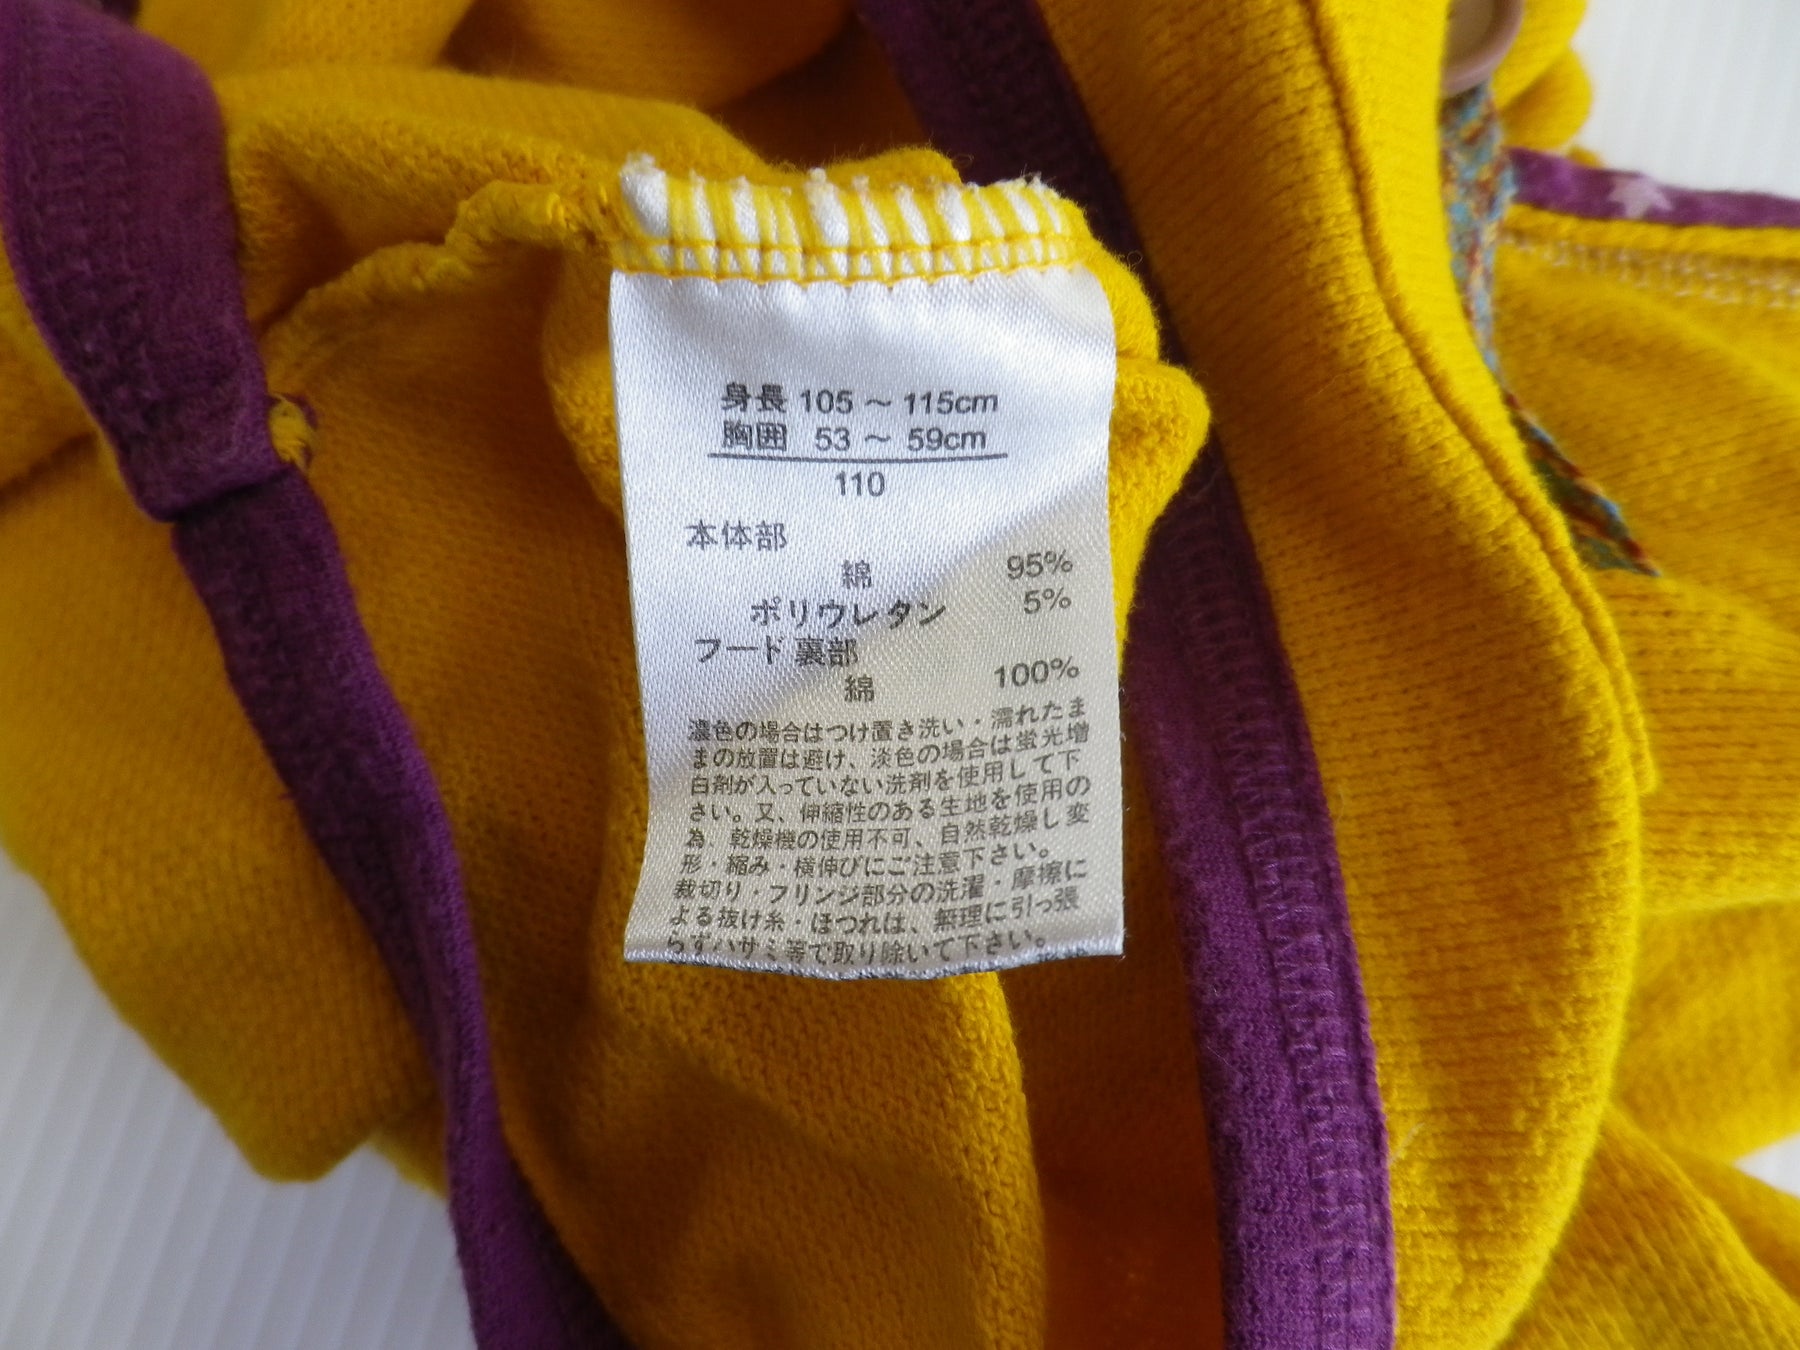 身長 105 ~ 115cm
胸囲 53 ~ 59cm
110
本体部
綿 95%
ポリウレタン 5%
フード裏部
綿 100%
濃色の場合はつけ置き洗い・濡れたま
まの放置は避け、淡色の場合は蛍光増
白剤が入っていない洗剤を使用して下
さい。又、伸縮性のある生地を使用の
為、乾燥機の使用不可、自然乾燥し変
形・縮み・横伸びにご注意下さい。
裁切り・フリンジ部分の洗濯・摩擦に
よる抜け糸・ほつれは、無理に引っ張
らずハサミ等で取り除いて下さい。